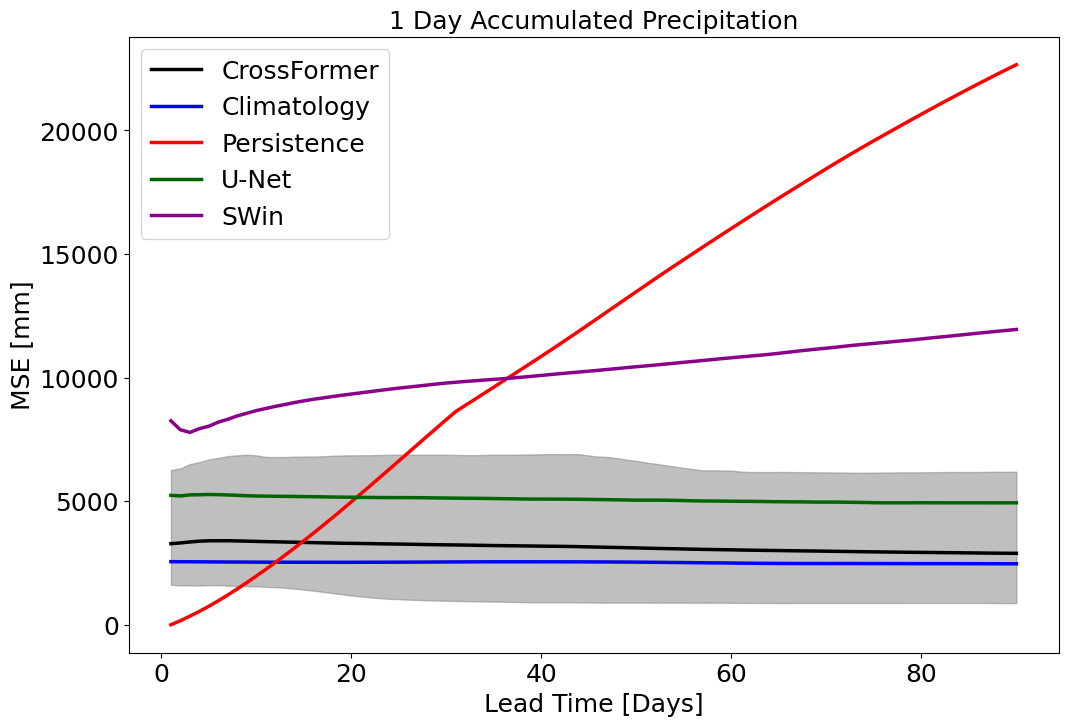 1 Day Accumulated Precipitation
CrossFormer
Climatology
Persistence
U-Net
SWin
MSE [mm]
20000
15000
10000
5000
0
0 20 40 60 80
Lead Time [Days]